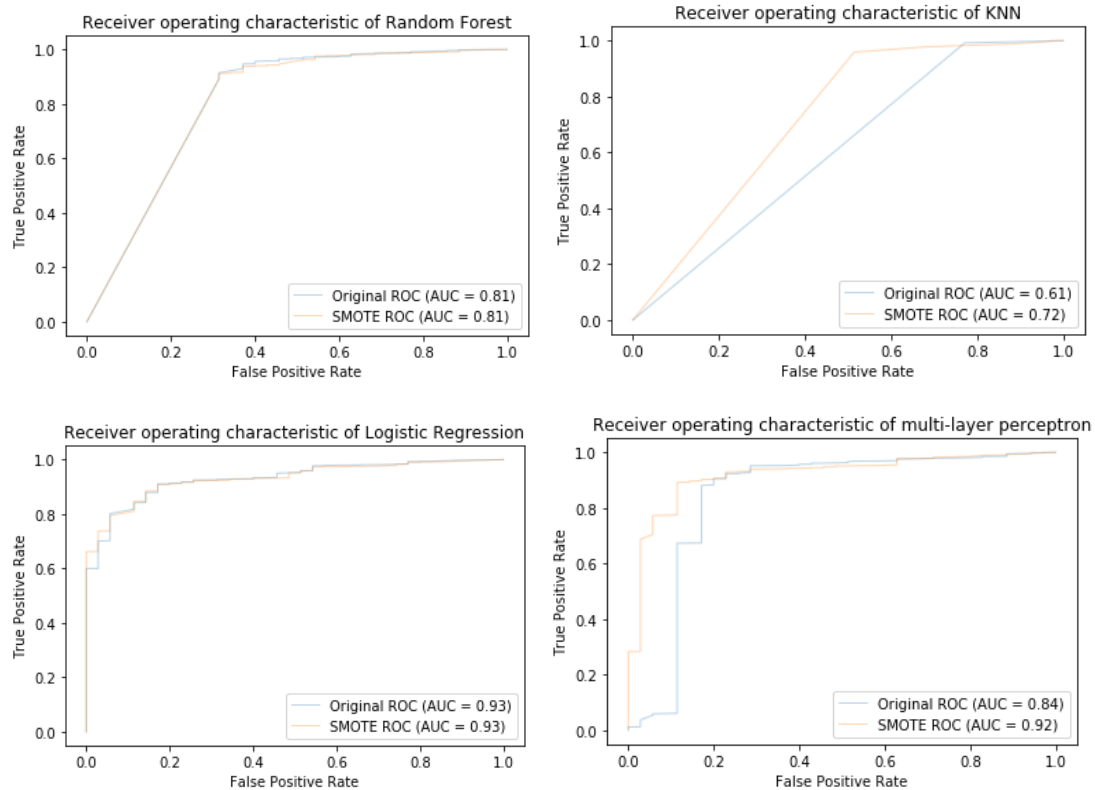 Receiver operating characteristic of Random Forest
True Positive Rate
1.0
0.8
0.6
0.4
0.2
0.0
Original ROC (AUC = 0.81)
SMOTE ROC (AUC = 0.81)
0.0 0.2 0.4 0.6 0.8 1.0
False Positive Rate
Receiver operating characteristic of KNN
True Positive Rate
1.0
0.8
0.6
0.4
0.2
0.0
Original ROC (AUC = 0.61)
SMOTE ROC (AUC = 0.72)
0.0 0.2 0.4 0.6 0.8 1.0
False Positive Rate
Receiver operating characteristic of Logistic Regression
True Positive Rate
1.0
0.8
0.6
0.4
0.2
0.0
Original ROC (AUC = 0.93)
SMOTE ROC (AUC = 0.93)
0.0 0.2 0.4 0.6 0.8 1.0
False Positive Rate
Receiver operating characteristic of multi-layer perceptron
True Positive Rate
1.0
0.8
0.6
0.4
0.2
0.0
Original ROC (AUC = 0.84)
SMOTE ROC (AUC = 0.92)
0.0 0.2 0.4 0.6 0.8 1.0
False Positive Rate